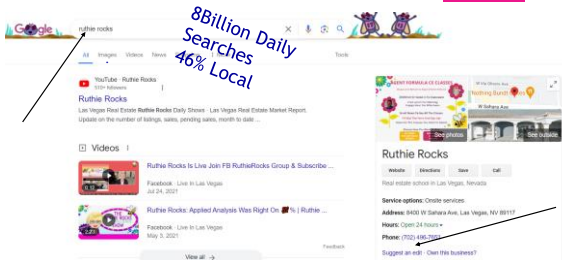 Google
ruthie rocks
8Billion Daily
Searches
46% Local
All Images Videos News
Tools
YouTube · Ruthie Rocks
Ruthie Rocks
Las Vegas Real Estate Ruthie Rocks Daily Shows · Las Vegas Real Estate Market Report.
Update on the number of listings, sales, pending sales, month to date ...
Videos
Ruthie Rocks Is Live Join FB RuthieRocks Group & Subscribe ...
Facebook · Live In Las Vegas
Jul 24, 2021
Ruthie Rocks: Applied Analysis Was Right On % | Ruthie ...
Facebook · Live In Las Vegas
May 3, 2021
Feedback
View all
See photos
Nothing Bundt
W Sahara Ave
See outside
Ruthie Rocks
Website Directions Save Call
Real estate school in Las Vegas, Nevada
Service options: Onsite services
Address: 8400 W Sahara Ave, Las Vegas, NV 89117
Hours: Open 24 hours
Phone: (702)
Suggest an edit · Own this business?